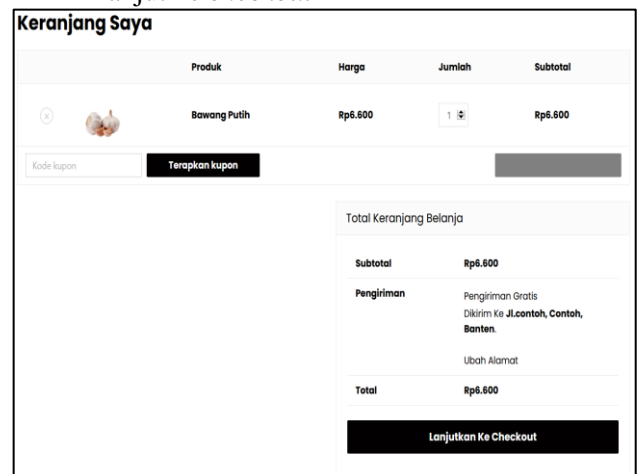 Keranjang Saya
Produk Harga Jumlah Subtotal
x Bawang Putih Rp6.600 1 Rp6.600
Kode kupon Terapkan kupon
Total Keranjang Belanja
Subtotal Rp6.600
Pengiriman Pengiriman Gratis
Dikirim Ke Jl.contoh, Contoh,
Banten.
Ubah Alamat
Total Rp6.600
Lanjutkan Ke Checkout